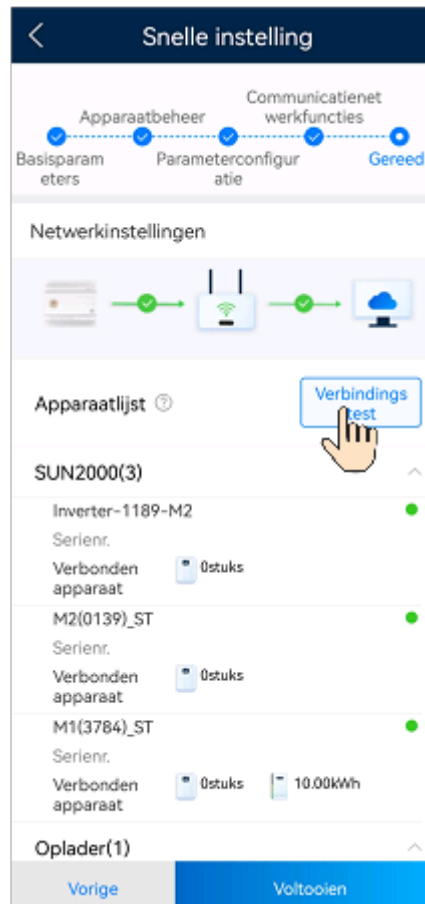 Snelle instelling
Communicatienet
werkfuncties
Apparaatbeheer
Basisparam
eters
Parameterconfigur
atie
Gereed
Netwerkinstellingen
Apparaatlijst
Verbindings
test
SUN2000(3)
Inverter-1189-M2
Serienr.
Verbonden
apparaat
0stuks
M2(0139)_ST
Serienr.
Verbonden
apparaat
0stuks
M1(3784)_ST
Serienr.
Verbonden
apparaat
0stuks 10.00kWh
Oplader(1)
Vorige
Voltooien